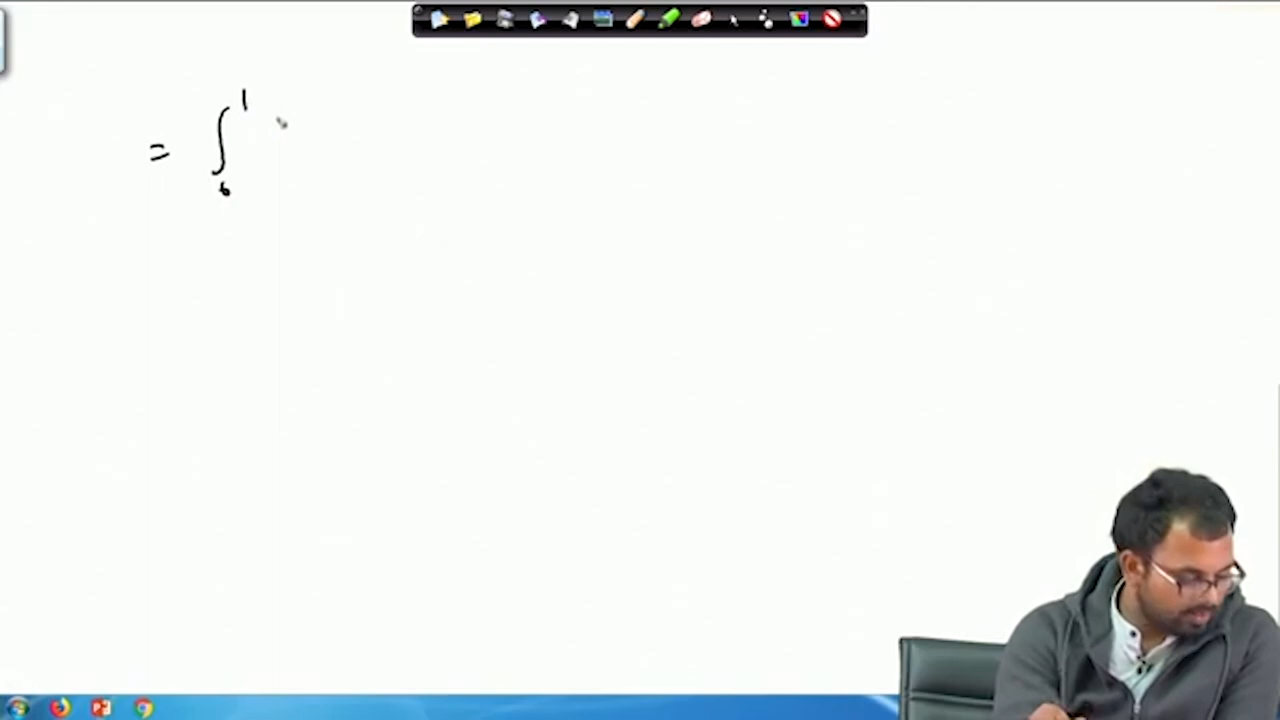 = ∫₀¹